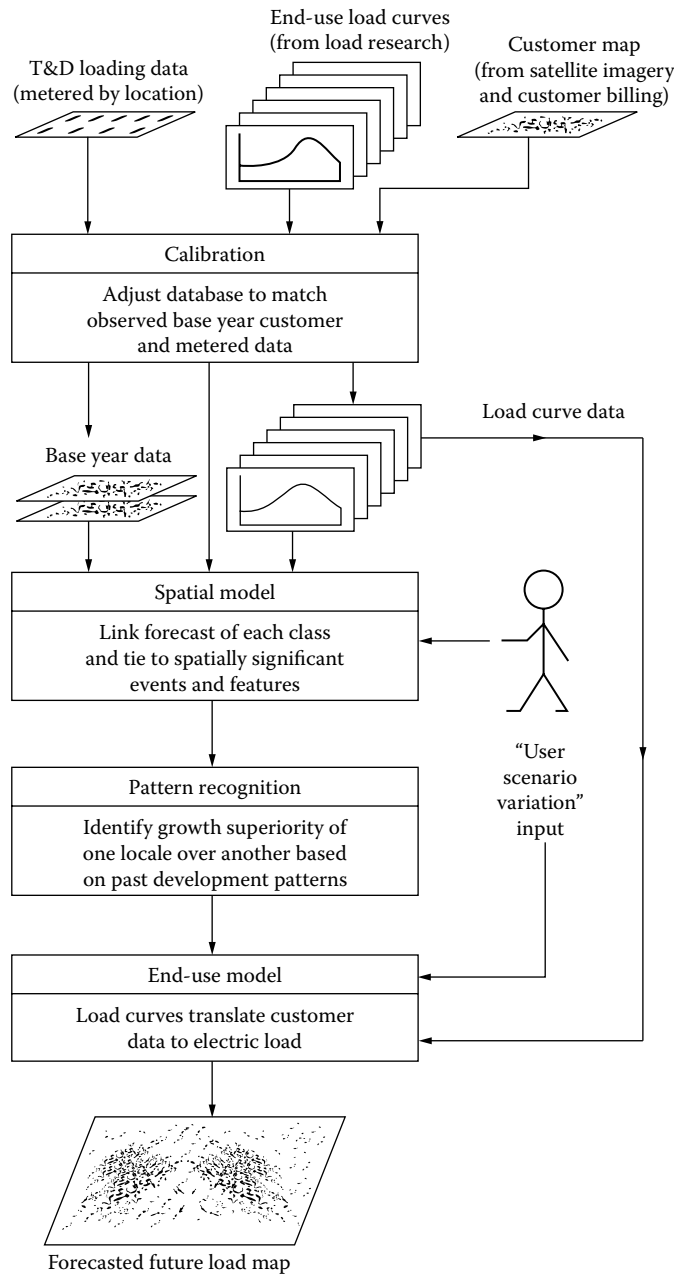 End-use load curves
(from load research)
T&D loading data
(metered by location)
Customer map
(from satellite imagery
and customer billing)
Calibration
Adjust database to match
observed base year customer
and metered data
Load curve data
Base year data
Spatial model
Link forecast of each class
and tie to spatially significant
events and features
“User
scenario
variation”
input
Pattern recognition
Identify growth superiority of
one locale over another based
on past development patterns
End-use model
Load curves translate customer
data to electric load
Forecasted future load map